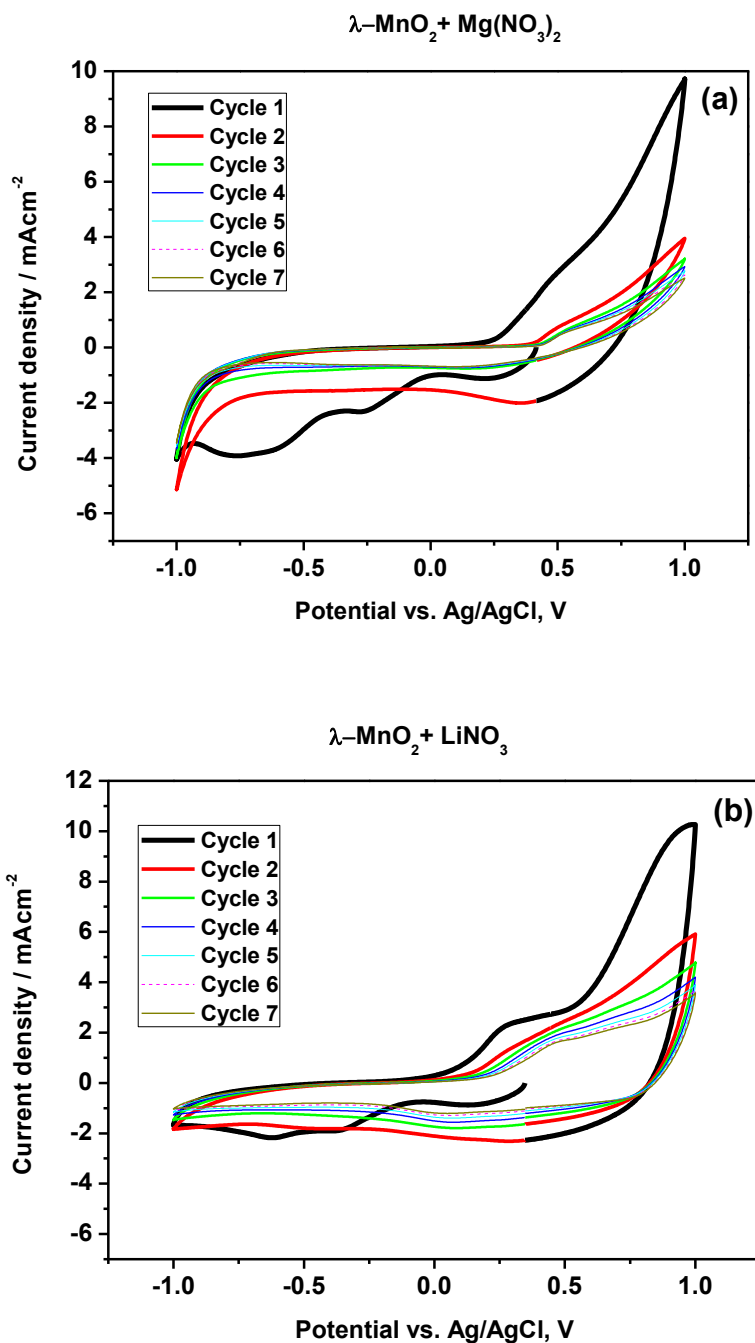 λ–MnO₂+ Mg(NO₃)₂
(a)
Cycle 1
Cycle 2
Cycle 3
Cycle 4
Cycle 5
Cycle 6
Cycle 7
10
8
6
4
2
0
-2
-4
-6
Current density / mAcm⁻²
-1.0 -0.5 0.0 0.5 1.0
Potential vs. Ag/AgCl, V
λ–MnO₂+ LiNO₃
(b)
Cycle 1
Cycle 2
Cycle 3
Cycle 4
Cycle 5
Cycle 6
Cycle 7
12
10
8
6
4
2
0
-2
-4
-6
Current density / mAcm⁻²
-1.0 -0.5 0.0 0.5 1.0
Potential vs. Ag/AgCl, V